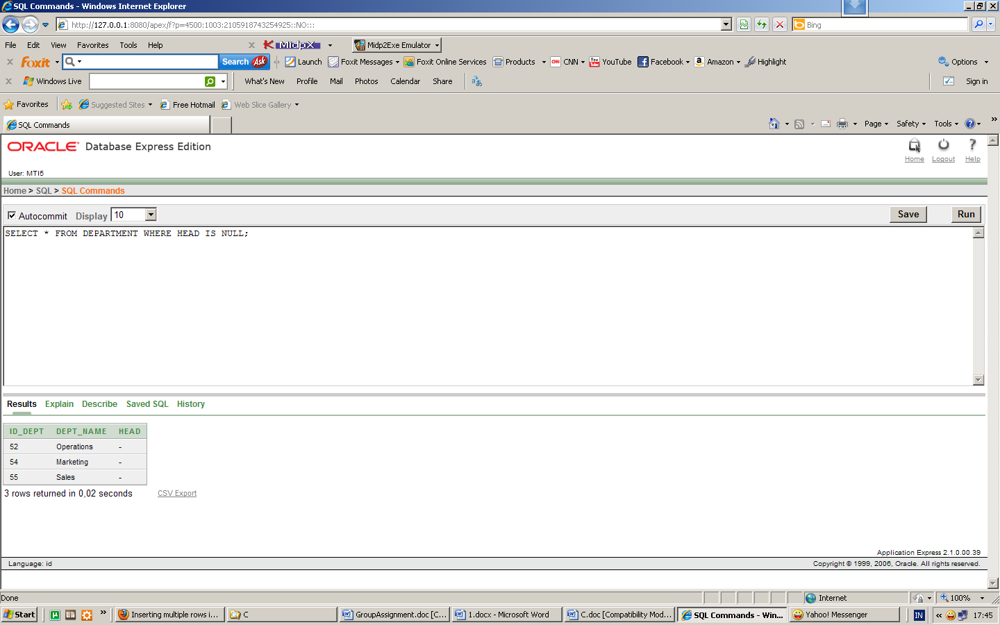 SQL Commands - Windows Internet Explorer
http://127.0.0.1:8080/apex/f?p=4500:1003:2105918743254925::NO:::
Bing
File Edit View Favorites Tools Help
MidpX
Midp2Exe Emulator
Foxit
Search Ask
Launch Foxit Messages Foxit Online Services Products CNN YouTube Facebook Amazon Highlight Options
Windows Live
What's New Profile Mail Photos Calendar Share Sign in
Favorites Suggested Sites Free Hotmail Web Slice Gallery
SQL Commands
Page Safety Tools
ORACLE Database Express Edition
Home Logout Help
User: MTI5
Home > SQL > SQL Commands
Autocommit Display 10 Save Run
SELECT * FROM DEPARTMENT WHERE HEAD IS NULL;
Results Explain Describe Saved SQL History
ID_DEPT DEPT_NAME HEAD
52 Operations -
54 Marketing -
55 Sales -
3 rows returned in 0,02 seconds CSV Export
Application Express 2.1.0.00.39
Language: id Copyright © 1999, 2006, Oracle. All rights reserved.
Done Internet 100%
Start Inserting multiple rows i... C GroupAssignment.doc [C... 1.docx - Microsoft Word C.doc [Compatibility Mod... SQL Commands - Win... Yahoo! Messenger IN 17:45